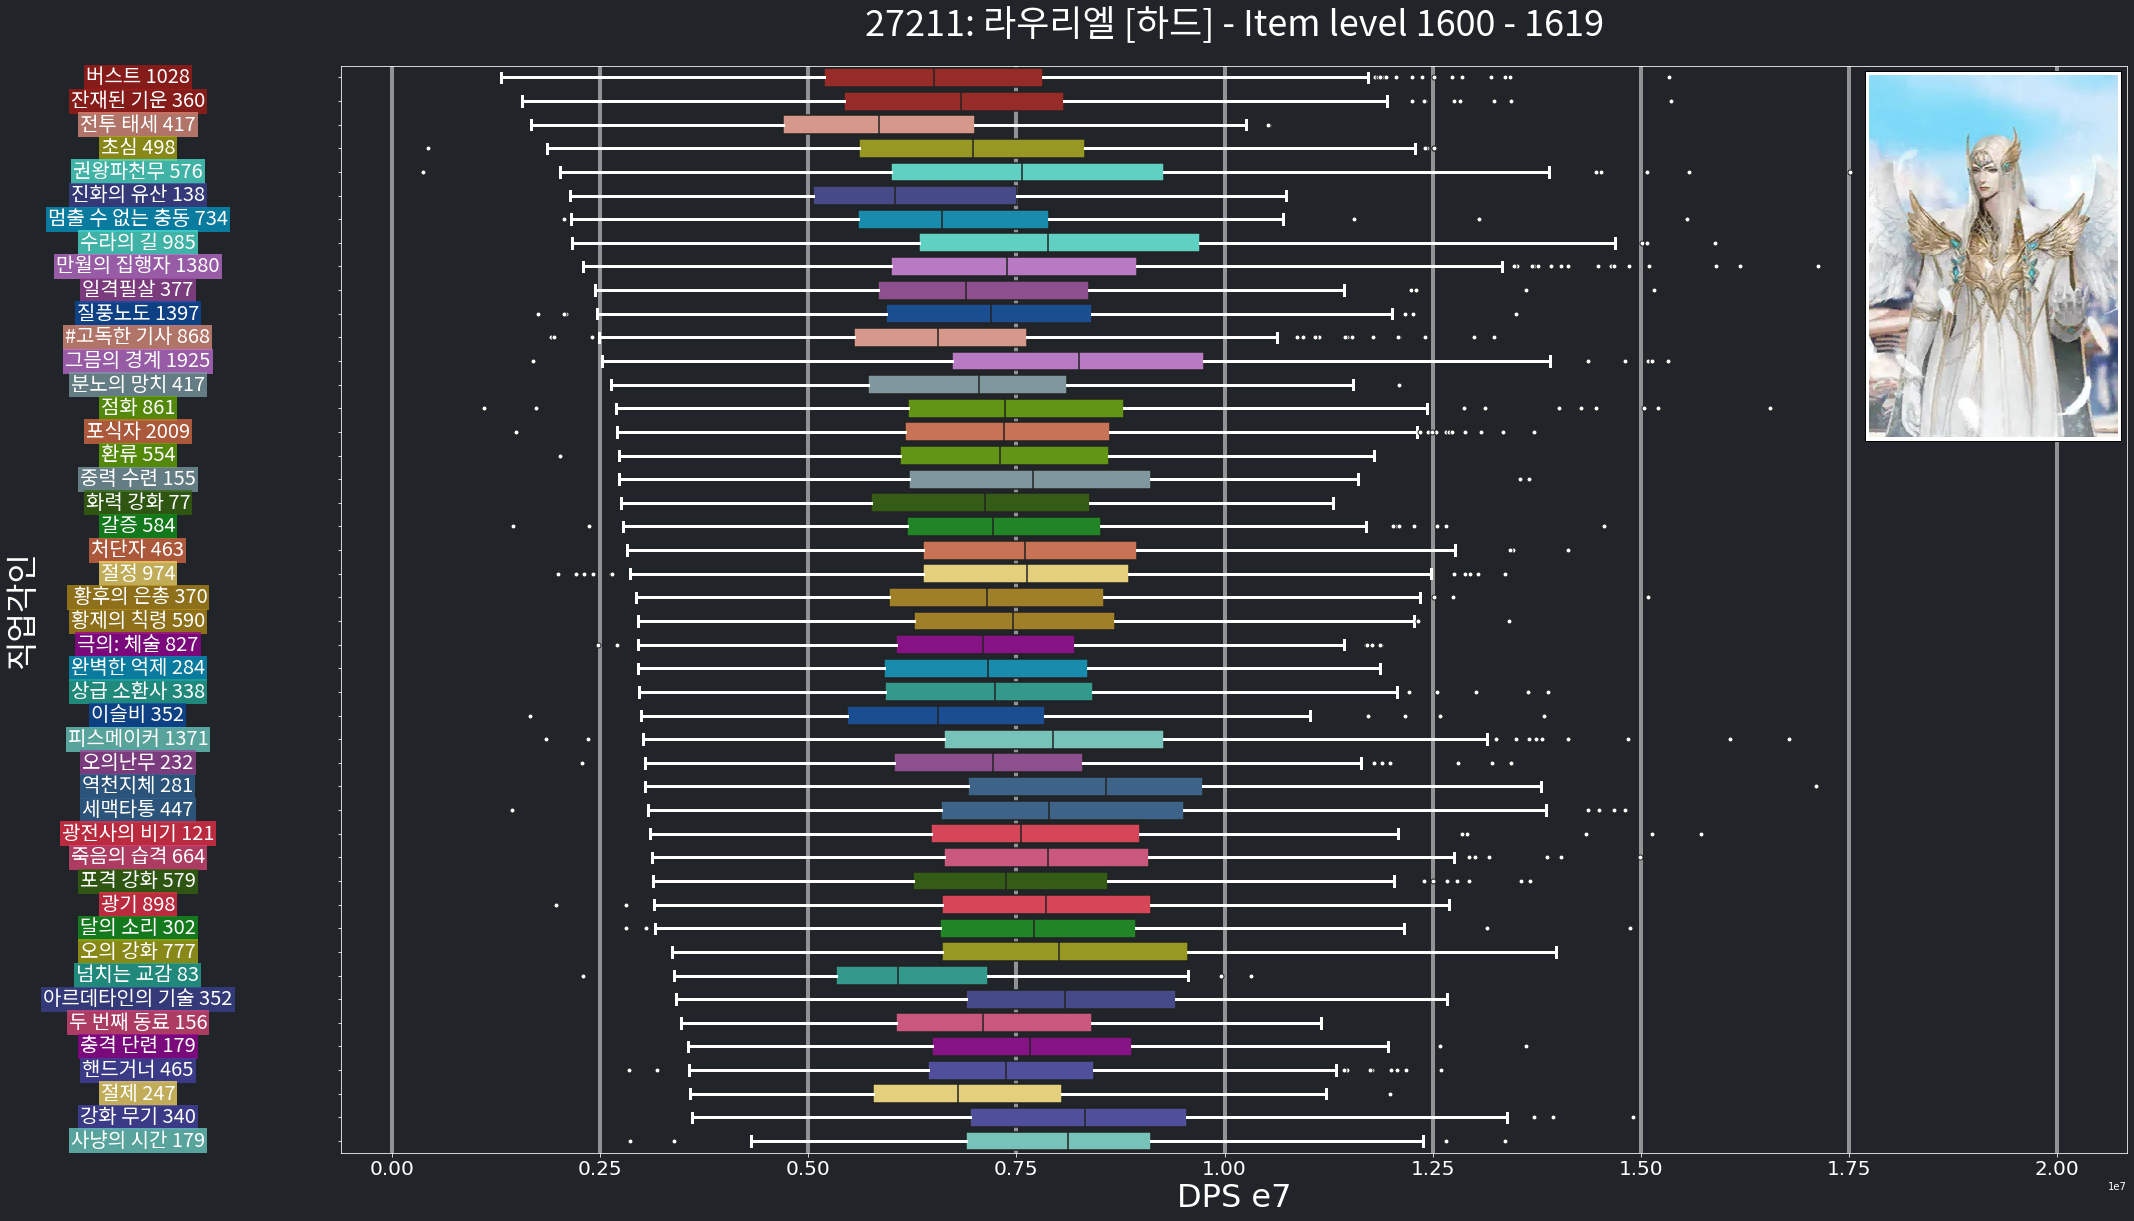 27211: 라우리엘 [하드] - Item level 1600 - 1619
버스트 1028
잔재된 기운 360
전투 태세 417
초심 498
권왕파천무 576
진화의 유산 138
멈출 수 없는 충동 734
수라의 길 985
만월의 집행자 1380
일격필살 377
질풍노도 1397
#고독한 기사 868
그믐의 경계 1925
분노의 망치 417
점화 861
포식자 2009
환류 554
중력 수련 155
화력 강화 77
갈증 584
처단자 463
절정 974
황후의 은총 370
황제의 칙령 590
극의: 체술 827
완벽한 억제 284
상급 소환사 338
이슬비 352
피스메이커 1371
오의난무 232
역천지체 281
세맥타통 447
광전사의 비기 121
죽음의 습격 664
포격 강화 579
광기 898
달의 소리 302
오의 강화 777
넘치는 교감 83
아르데타인의 기술 352
두 번째 동료 156
충격 단련 179
핸드거너 465
절제 247
강화 무기 340
사냥의 시간 179
직업각인
0.00 0.25 0.50 0.75 1.00 1.25 1.50 1.75 2.00
1e7
DPS e7